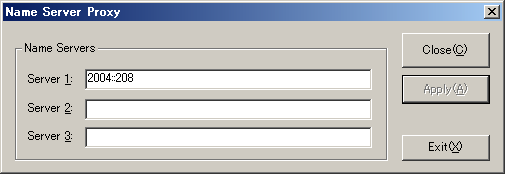 Name Server Proxy
Name Servers
Server 1:
2004::208
Server 2:
Server 3:
Close(C)
Apply(A)
Exit(X)